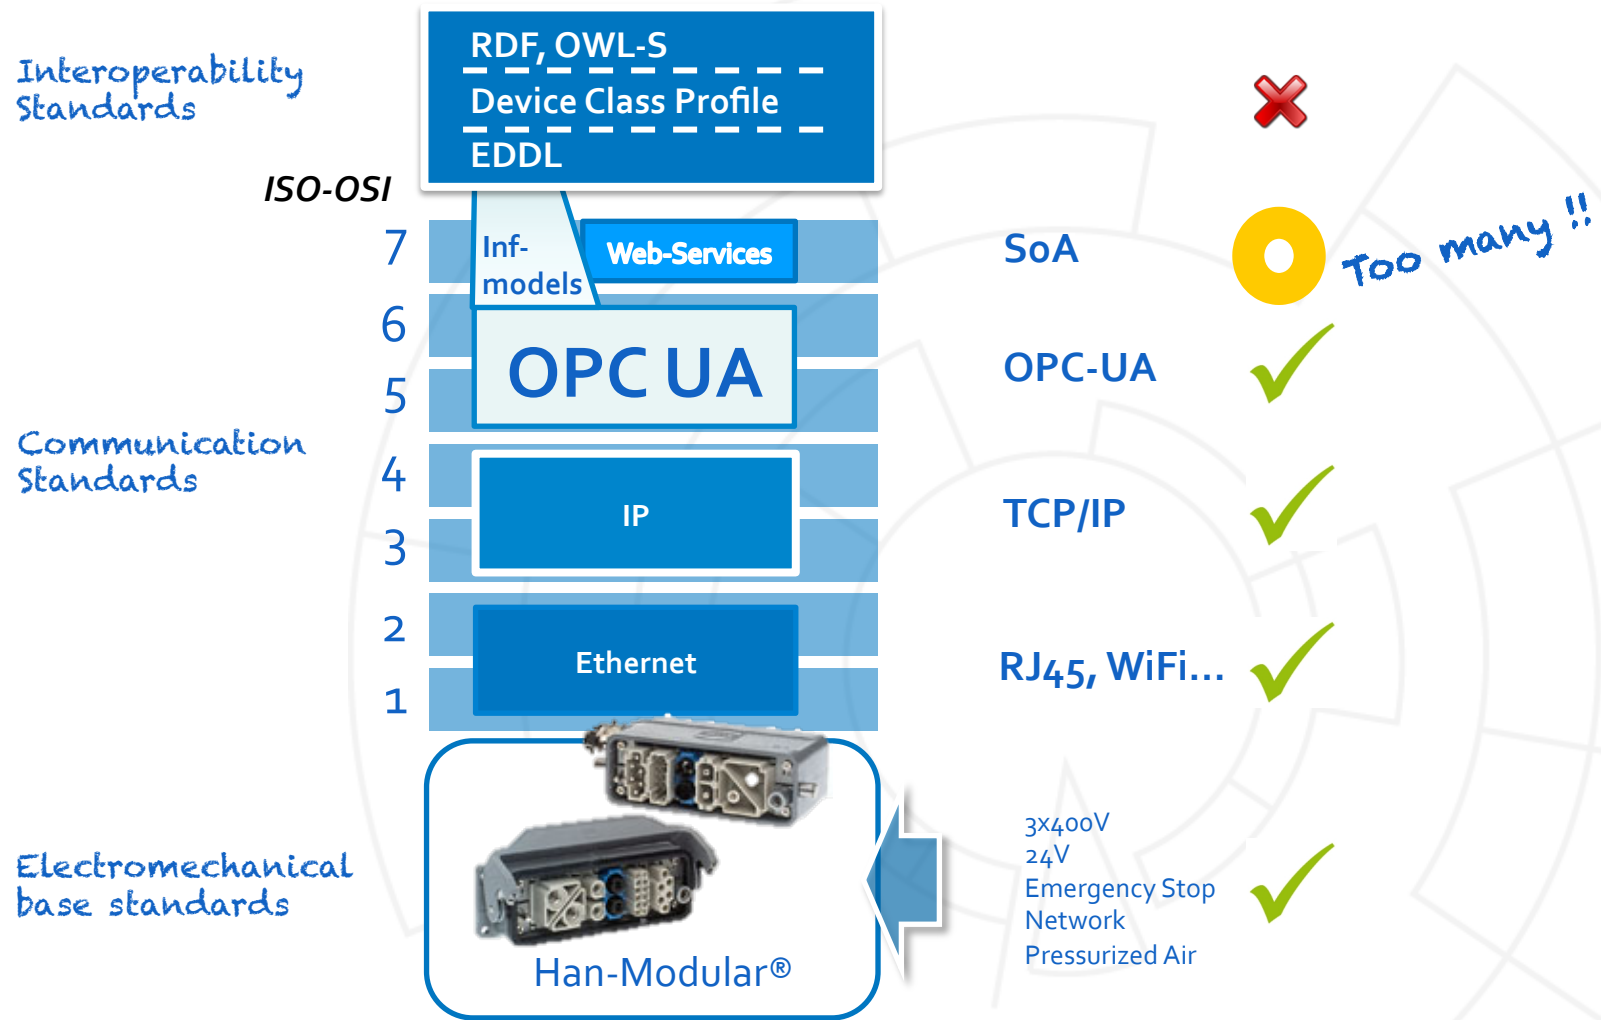 RDF, OWL-S
Interoperability
Standards
Device Class Profile
EDDL
ISO-OSI
7
Inf-
models
Web-Services
SoA
Too many !!
6
OPC UA
OPC-UA
5
Communication
Standards
4
IP
TCP/IP
3
2
Ethernet
RJ45, WiFi...
1
3x400V
24V
Electromechanical
base standards
Emergency Stop
Network
Pressurized Air
Han-Modular®